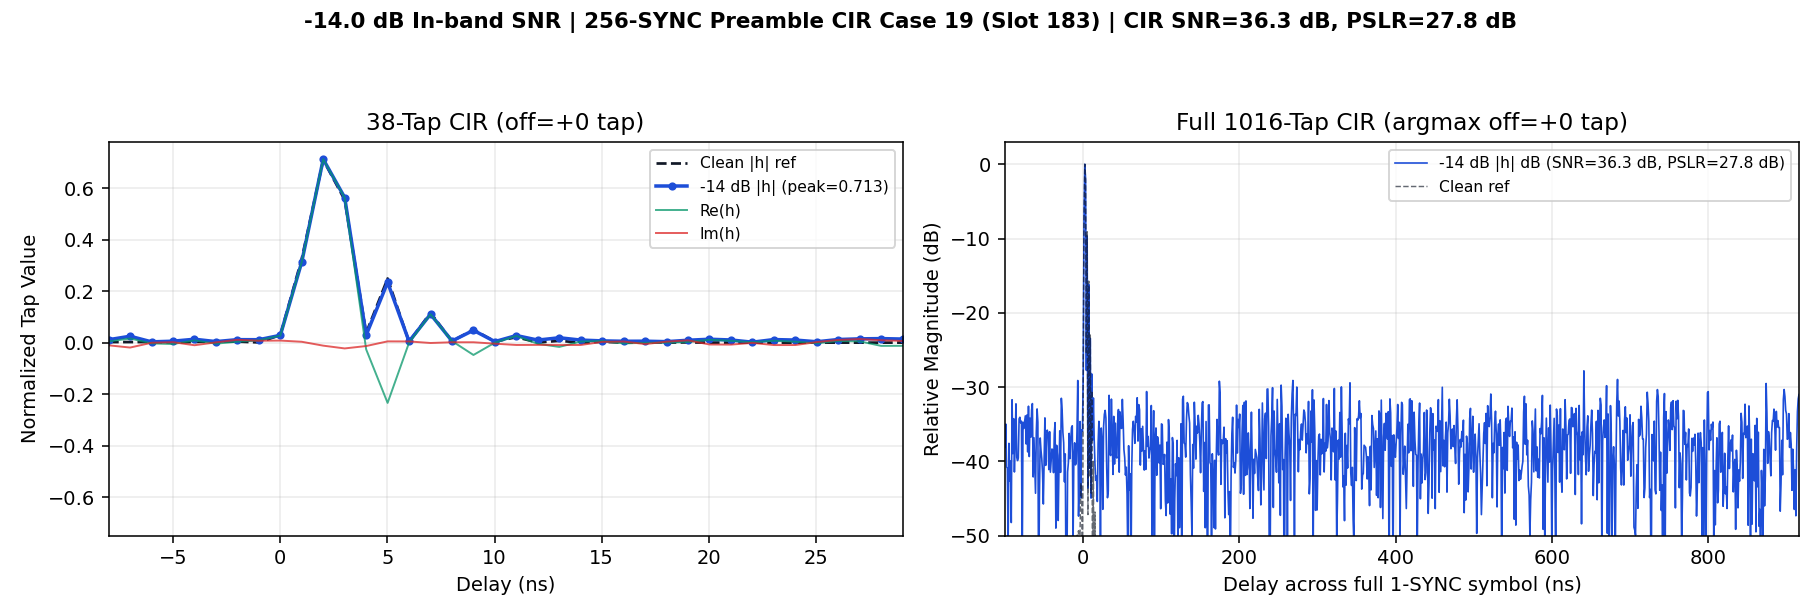 -14.0 dB In-band SNR | 256-SYNC Preamble CIR Case 19 (Slot 183) | CIR SNR=36.3 dB, PSLR=27.8 dB
38-Tap CIR (off=+0 tap)
Clean |h| ref
-14 dB |h| (peak=0.713)
Re(h)
Im(h)
Normalized Tap Value
0.6
0.4
0.2
0.0
−0.2
−0.4
−0.6
−5
0
5
10
15
20
25
Delay (ns)
Full 1016-Tap CIR (argmax off=+0 tap)
-14 dB |h| dB (SNR=36.3 dB, PSLR=27.8 dB)
Clean ref
Relative Magnitude (dB)
0
−10
−20
−30
−40
−50
0
200
400
600
800
Delay across full 1-SYNC symbol (ns)